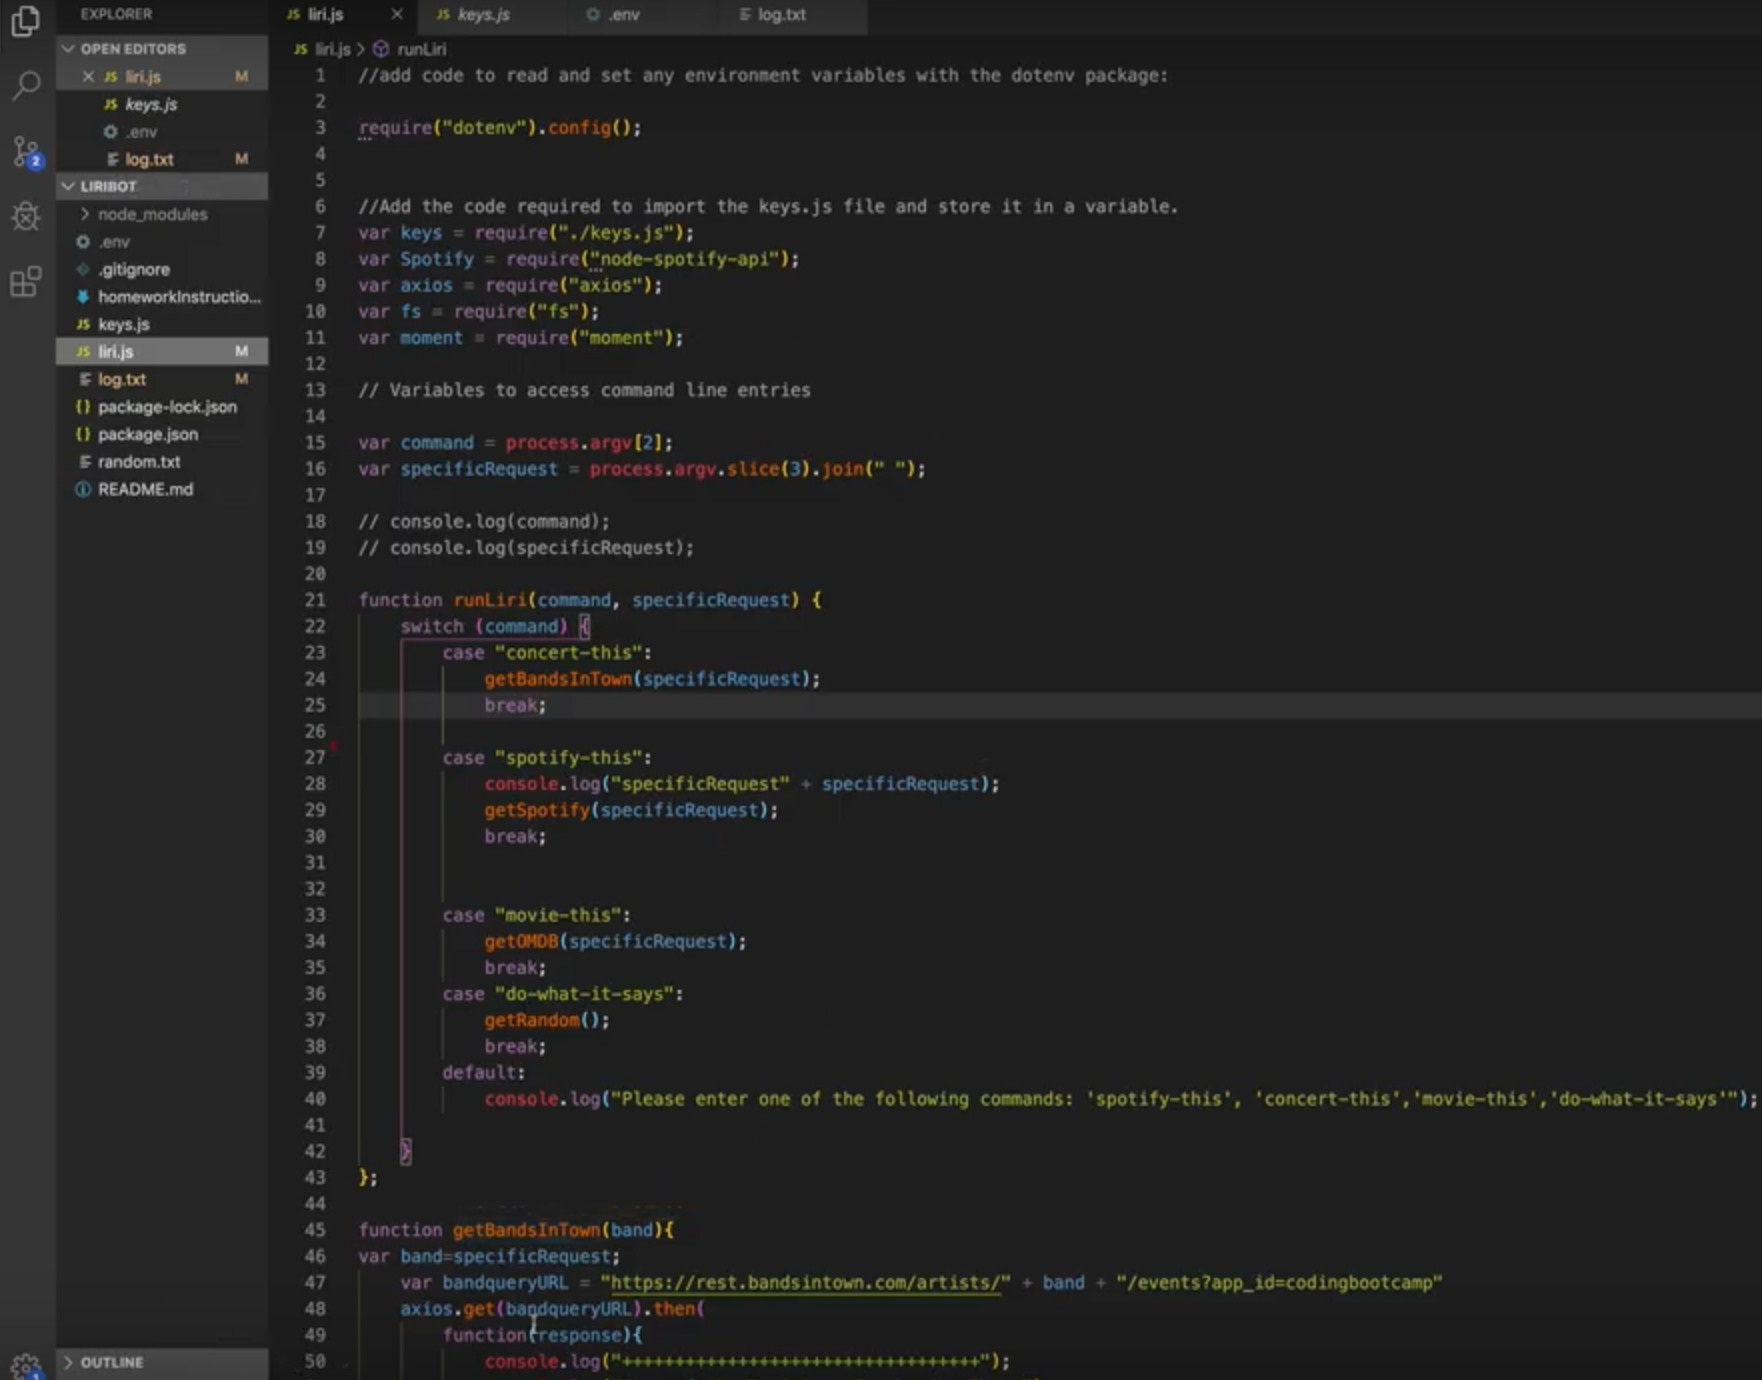 EXPLORER
OPEN EDITORS
JS liri.js M
JS keys.js
.env
log.txt M
LIRIBOT
node_modules
.env
.gitignore
homeworkInstructio...
JS keys.js
JS liri.js M
log.txt M
{} package-lock.json
{} package.json
random.txt
README.md
OUTLINE
2
1
JS liri.js
JS keys.js
.env
log.txt
JS liri.js > runLiri
1 //add code to read and set any environment variables with the dotenv package:
2
3 require("dotenv").config();
4
5
6 //Add the code required to import the keys.js file and store it in a variable.
7 var keys = require("./keys.js");
8 var Spotify = require("node-spotify-api");
9 var axios = require("axios");
10 var fs = require("fs");
11 var moment = require("moment");
12
13 // Variables to access command line entries
14
15 var command = process.argv[2];
16 var specificRequest = process.argv.slice(3).join(" ");
17
18 // console.log(command);
19 // console.log(specificRequest);
20
21 function runLiri(command, specificRequest) {
22 switch (command) {
23 case "concert-this":
24 getBandsInTown(specificRequest);
25 break;
26
27 case "spotify-this":
28 console.log("specificRequest" + specificRequest);
29 getSpotify(specificRequest);
30 break;
31
32
33 case "movie-this":
34 getOMDB(specificRequest);
35 break;
36 case "do-what-it-says":
37 getRandom();
38 break;
39 default:
40 console.log("Please enter one of the following commands: 'spotify-this', 'concert-this','movie-this','do-what-it-says'");
41
42 }
43 };
44
45 function getBandsInTown(band){
46 var band=specificRequest;
47 var bandqueryURL = "https://rest.bandsintown.com/artists/" + band + "/events?app_id=codingbootcamp"
48 axios.get(bandqueryURL).then(
49 function(response){
50 console.log("++++++++++++++++++++++++++++++++++");